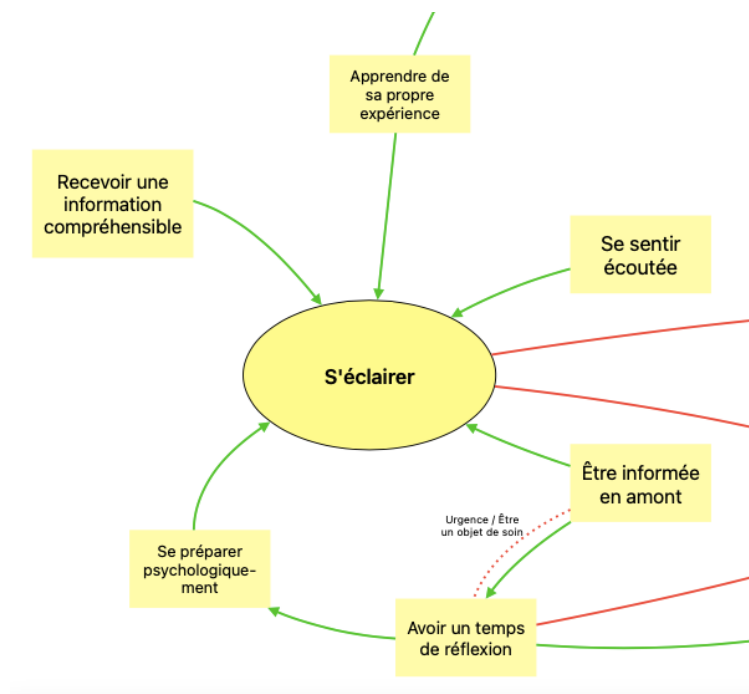 Apprendre de
sa propre
expérience
Recevoir une
information
compréhensible
Se sentir
écoutée
S'éclairer
Être informée
en amont
Urgence / Être
un objet de soin
Se préparer
psychologique-
ment
Avoir un temps
de réflexion